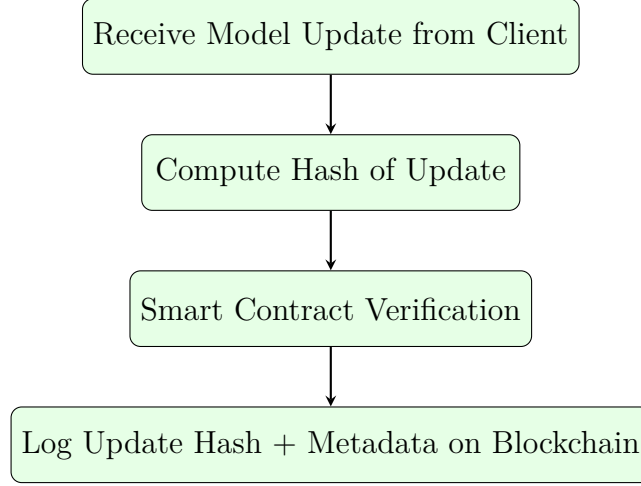 Receive Model Update from Client
Compute Hash of Update
Smart Contract Verification
Log Update Hash + Metadata on Blockchain